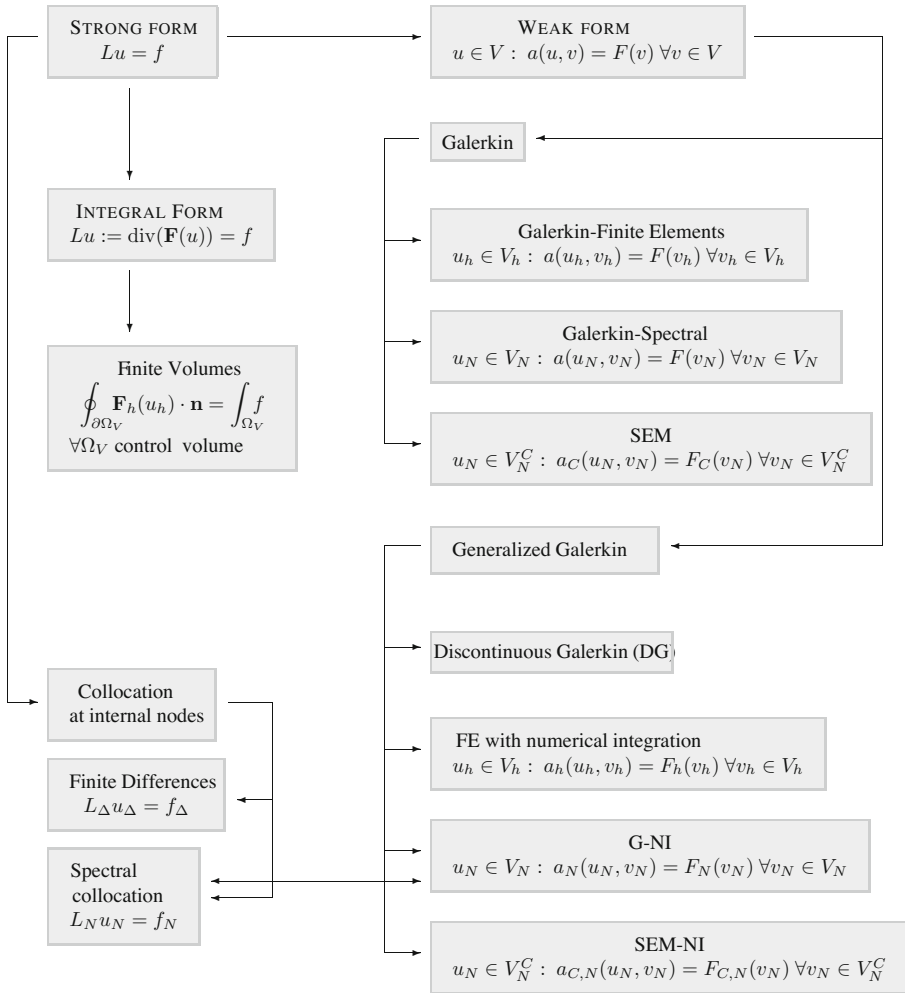 STRONG FORM
Lu = f
WEAK FORM
u ∈ V : a(u, v) = F(v) ∀v ∈ V
Galerkin
INTEGRAL FORM
Lu := div(F(u)) = f
Galerkin-Finite Elements
u_h ∈ V_h : a(u_h, v_h) = F(v_h) ∀v_h ∈ V_h
Galerkin-Spectral
u_N ∈ V_N : a(u_N, v_N) = F(v_N) ∀v_N ∈ V_N
Finite Volumes
∮_{∂Ω_V} F_h(u_h) · n = ∫_{Ω_V} f
∀Ω_V control volume
SEM
u_N ∈ V_N^C : a_C(u_N, v_N) = F_C(v_N) ∀v_N ∈ V_N^C
Generalized Galerkin
Discontinuous Galerkin (DG)
Collocation
at internal nodes
FE with numerical integration
u_h ∈ V_h : a_h(u_h, v_h) = F_h(v_h) ∀v_h ∈ V_h
Finite Differences
L_Δ u_Δ = f_Δ
G-NI
u_N ∈ V_N : a_N(u_N, v_N) = F_N(v_N) ∀v_N ∈ V_N
Spectral
collocation
L_N u_N = f_N
SEM-NI
u_N ∈ V_N^C : a_{C,N}(u_N, v_N) = F_{C,N}(v_N) ∀v_N ∈ V_N^C